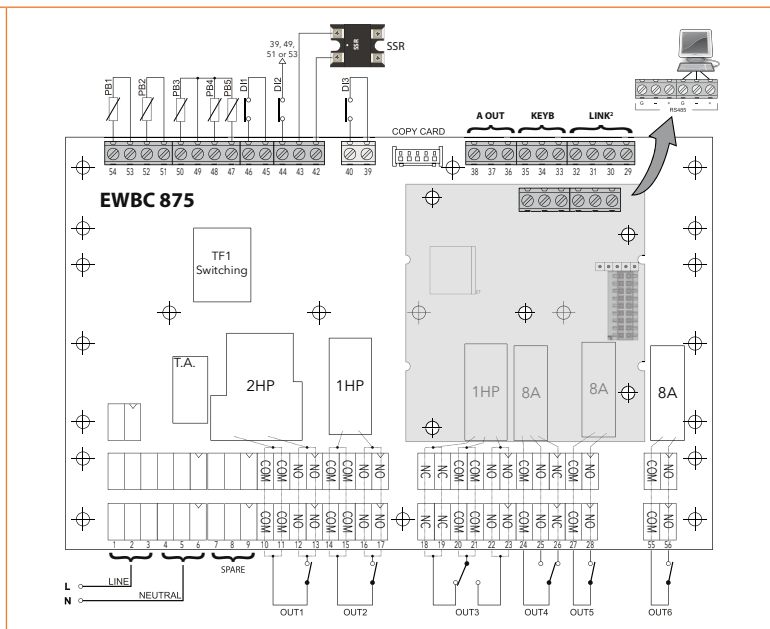 39, 49,
51 or 53
SSR
SSR
PB1
PB2
PB3
PB4
PB5
DI1
DI2
DI3
COPY CARD
A OUT
KEYB
LINK²
G – + G – +
RS485
54 53 52 51 50 49 48 47 46 45 44 43 42 40 39 38 37 36 35 34 33 32 31 30 29
EWBC 875
TF1
Switching
T.A.
2HP
1HP
1HP
8A
8A
8A
COM COM NO NO COM COM NO NO NC NC COM COM NO NO COM NO NC COM NO COM NO
COM COM NO NO COM COM NO NO NC NC COM COM NO NO COM NO NC COM NO COM NO
1 2 3 4 5 6 7 8 9 10 11 12 13 14 15 16 17 18 19 20 21 22 23 24 25 26 27 28 55 56
L LINE
N NEUTRAL
SPARE
OUT1
OUT2
OUT3
OUT4
OUT5
OUT6